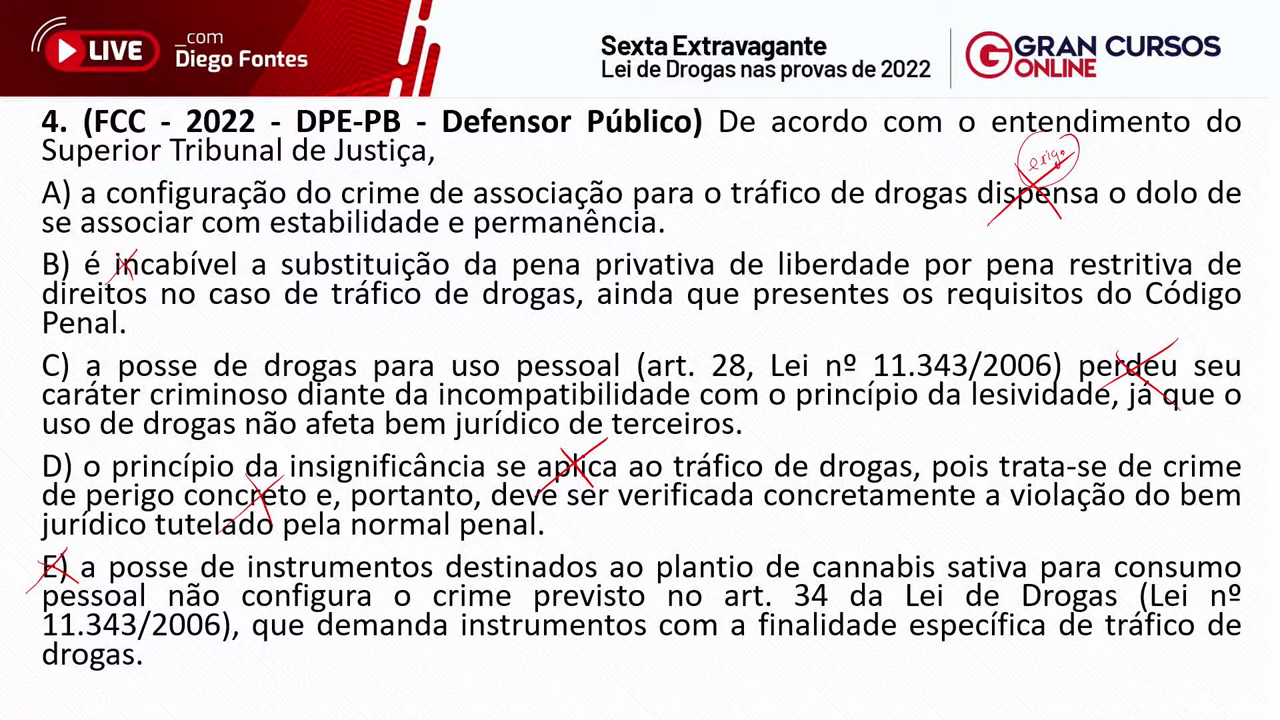 LIVE
_com
Diego Fontes
Sexta Extravagante
Lei de Drogas nas provas de 2022
GRAN CURSOS
ONLINE
4. (FCC - 2022 - DPE-PB - Defensor Público) De acordo com o entendimento do
Superior Tribunal de Justiça,
exige
A) a configuração do crime de associação para o tráfico de drogas dispensa o dolo de
se associar com estabilidade e permanência.
B) é incabível a substituição da pena privativa de liberdade por pena restritiva de
direitos no caso de tráfico de drogas, ainda que presentes os requisitos do Código
Penal.
C) a posse de drogas para uso pessoal (art. 28, Lei nº 11.343/2006) perdeu seu
caráter criminoso diante da incompatibilidade com o princípio da lesividade, já que o
uso de drogas não afeta bem jurídico de terceiros.
D) o princípio da insignificância se aplica ao tráfico de drogas, pois trata-se de crime
de perigo concreto e, portanto, deve ser verificada concretamente a violação do bem
jurídico tutelado pela normal penal.
E) a posse de instrumentos destinados ao plantio de cannabis sativa para consumo
pessoal não configura o crime previsto no art. 34 da Lei de Drogas (Lei nº
11.343/2006), que demanda instrumentos com a finalidade específica de tráfico de
drogas.